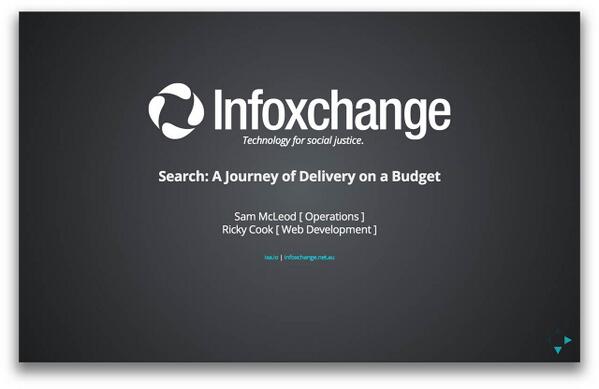 Infoxchange
Technology for social justice.
Search: A Journey of Delivery on a Budget
Sam McLeod [ Operations ]
Ricky Cook [ Web Development ]
ixa.io | infoxchange.net.au